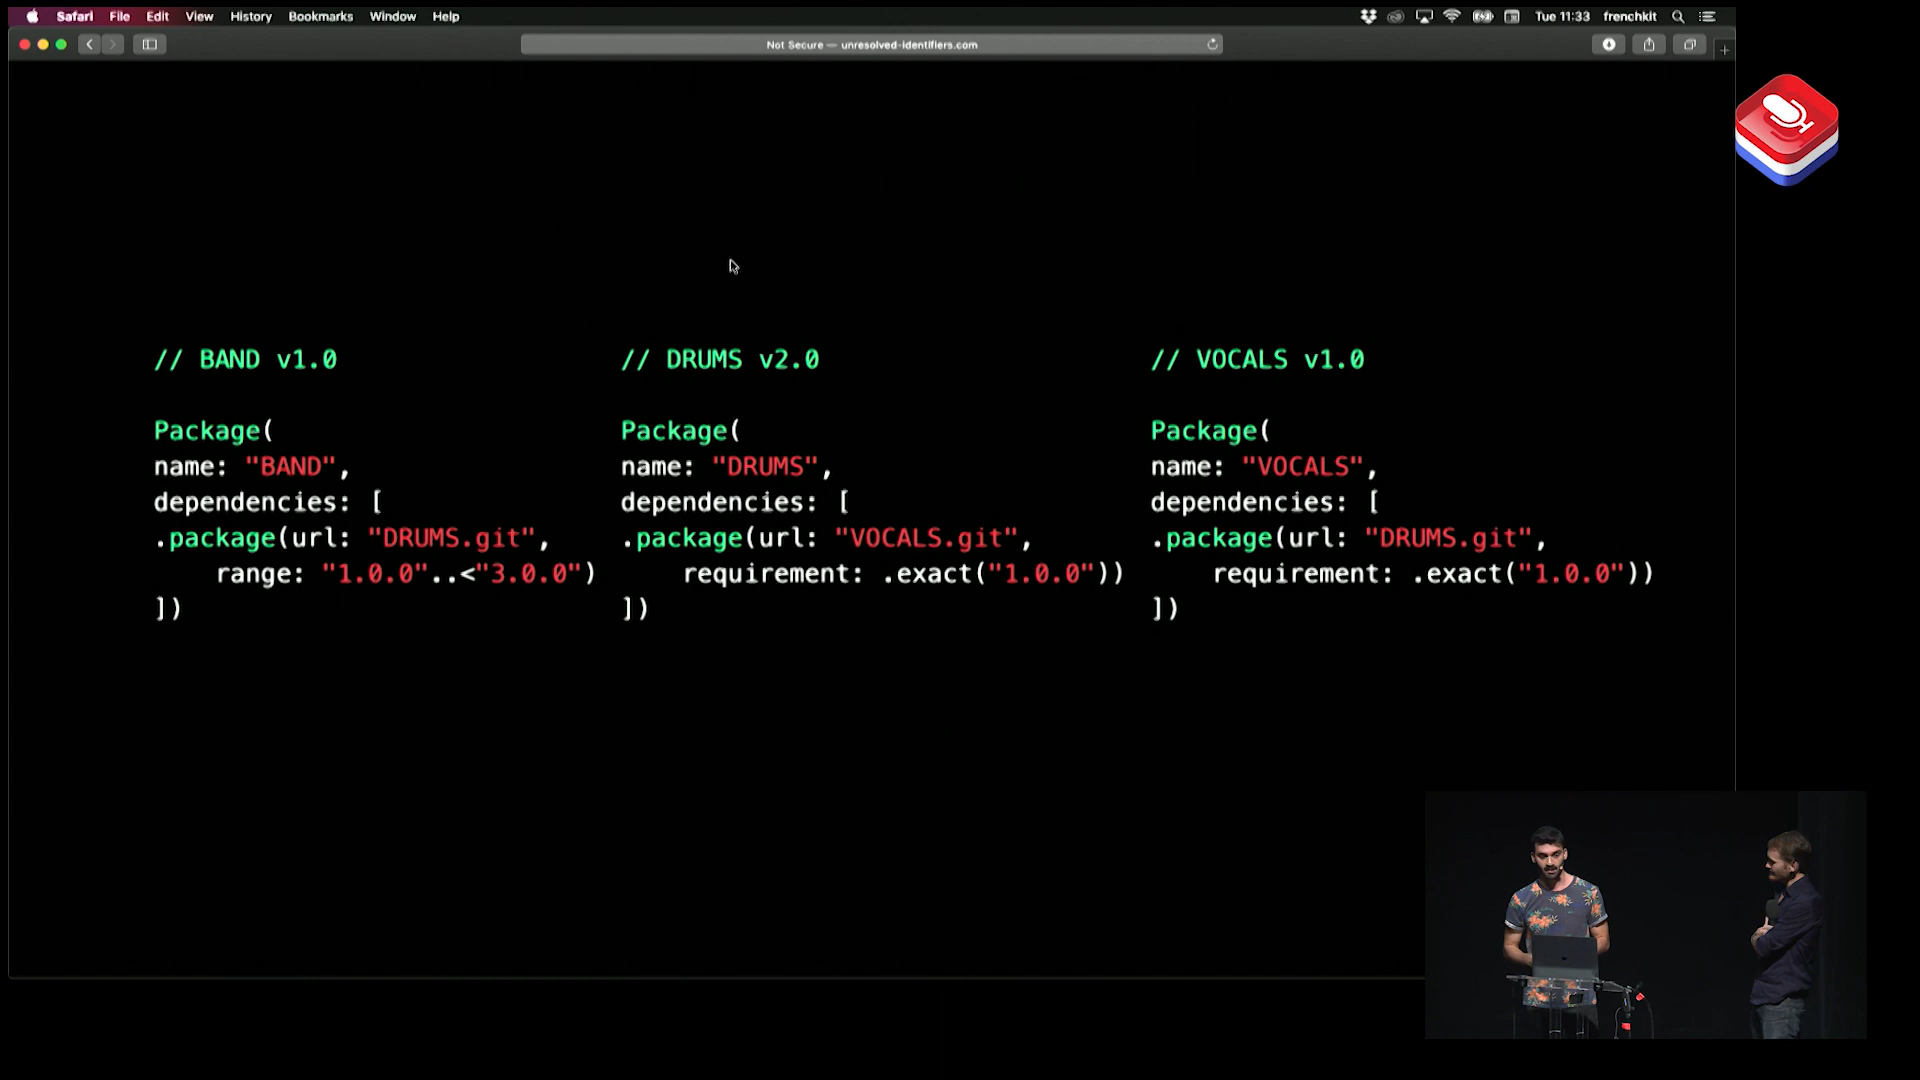 Safari File Edit View History Bookmarks Window Help
Tue 11:33 frenchkit
Not Secure — unresolved-identifiers.com
// BAND v1.0
Package(
name: "BAND",
dependencies: [
.package(url: "DRUMS.git",
range: "1.0.0"..<"3.0.0")
])
// DRUMS v2.0
Package(
name: "DRUMS",
dependencies: [
.package(url: "VOCALS.git",
requirement: .exact("1.0.0"))
])
// VOCALS v1.0
Package(
name: "VOCALS",
dependencies: [
.package(url: "DRUMS.git",
requirement: .exact("1.0.0"))
])